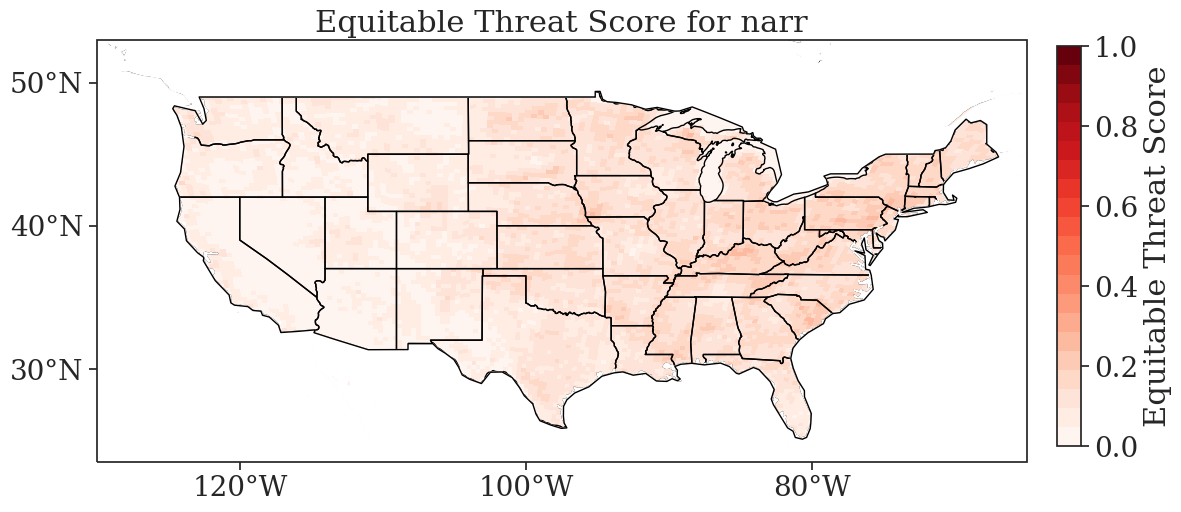 Equitable Threat Score for narr
50°N
40°N
30°N
120°W
100°W
80°W
1.0
0.8
0.6
0.4
0.2
0.0
Equitable Threat Score